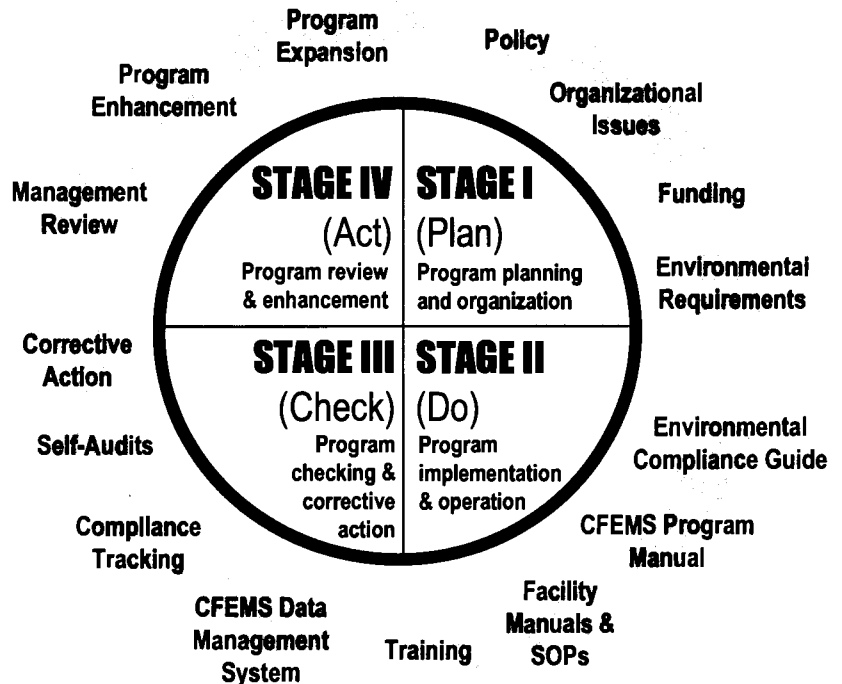 Program
Expansion
Policy
Organizational
Issues
Funding
Environmental
Requirements
Environmental
Compliance Guide
CFEMS Program
Manual
Facility
Manuals &
SOPs
Training
CFEMS Data
Management
System
Compliance
Tracking
Self-Audits
Corrective
Action
Management
Review
Program
Enhancement
STAGE IV
(Act)
Program review
& enhancement
STAGE I
(Plan)
Program planning
and organization
STAGE III
(Check)
Program
checking &
corrective
action
STAGE II
(Do)
Program
implementation
& operation